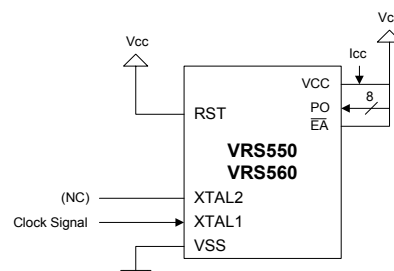 Vcc
Vc
Icc
VCC
8
PO
RST
EA
VRS550
VRS560
(NC)
XTAL2
Clock Signal
XTAL1
VSS